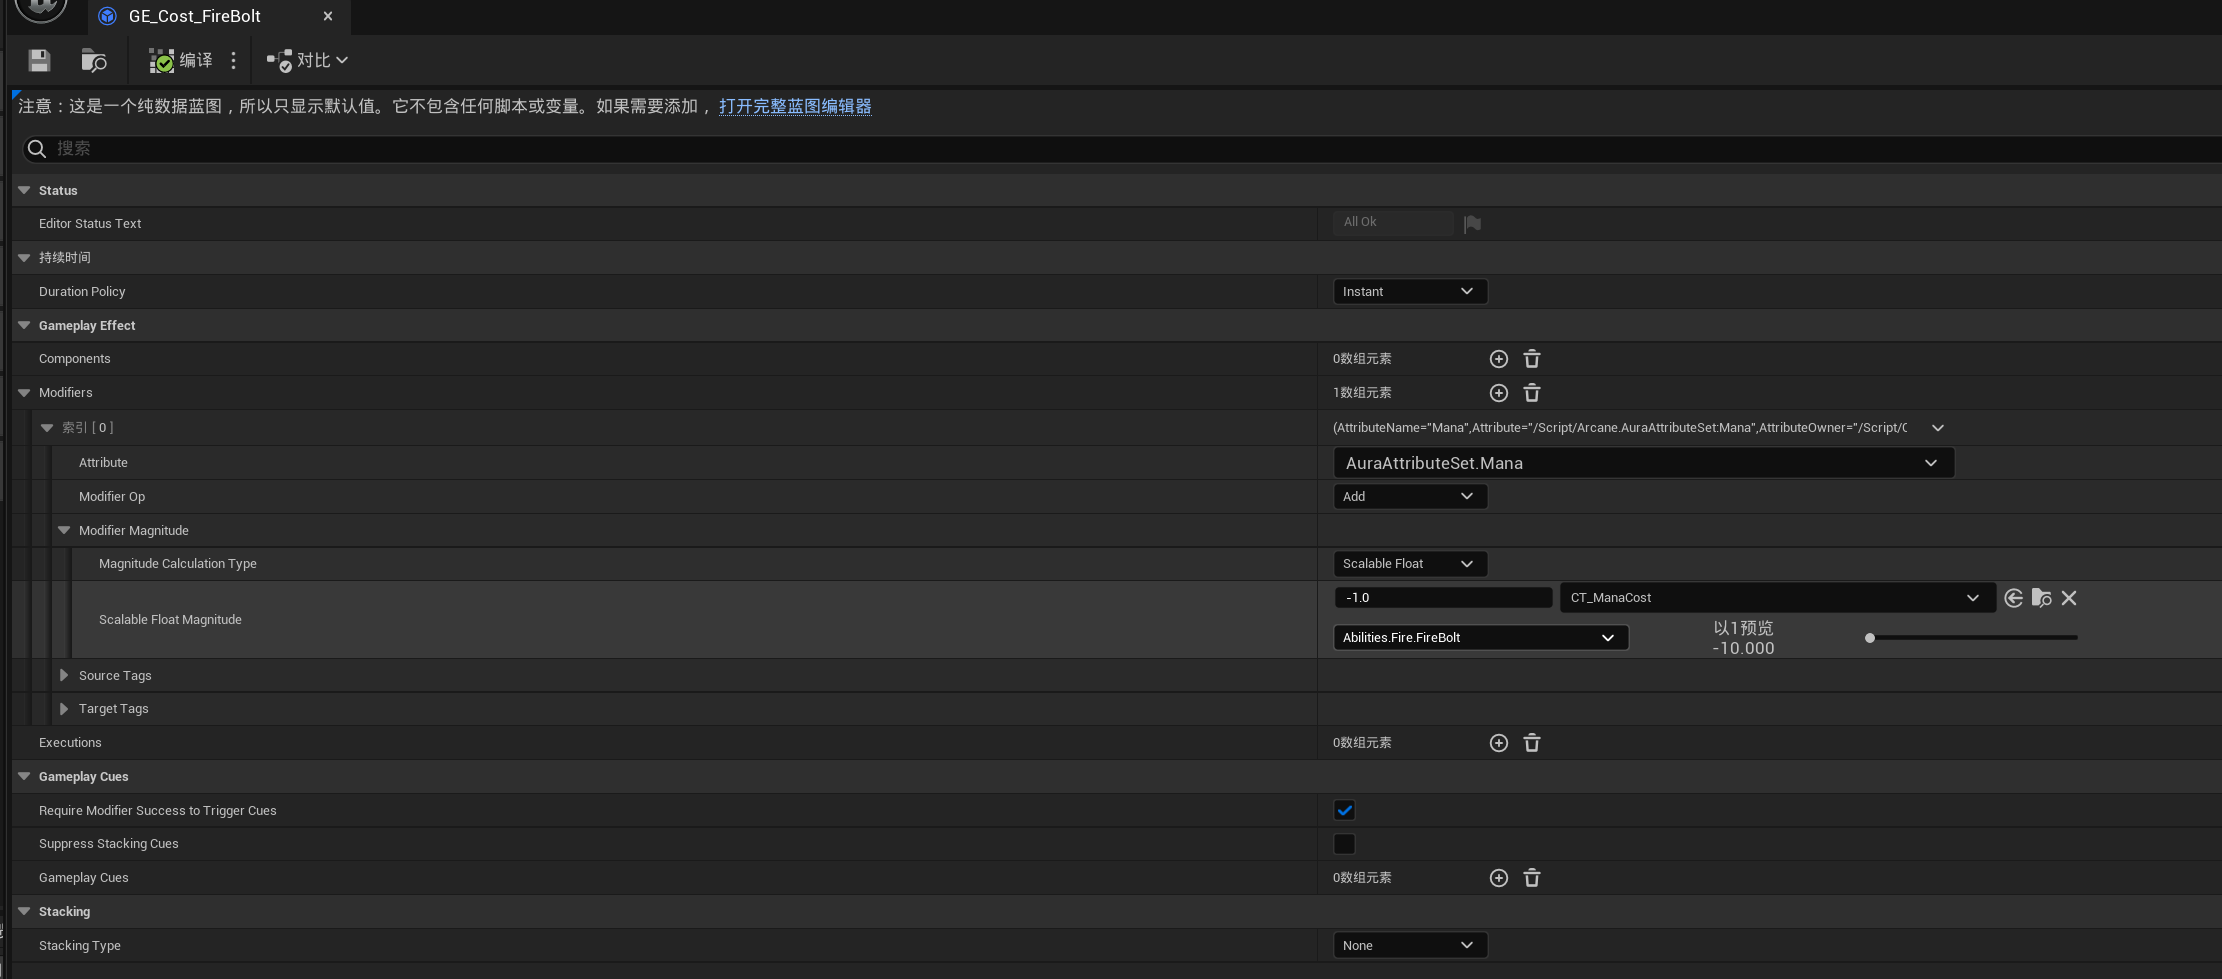 GE_Cost_FireBolt
编译
对比
注意：这是一个纯数据蓝图，所以只显示默认值。它不包含任何脚本或变量。如果需要添加，打开完整蓝图编辑器
搜索
Status
Editor Status Text
All Ok
持续时间
Duration Policy
Instant
Gameplay Effect
Components
0数组元素
Modifiers
1数组元素
索引 [ 0 ]
(AttributeName="Mana",Attribute="/Script/Arcane.AuraAttributeSet:Mana",AttributeOwner="/Script/
Attribute
AuraAttributeSet.Mana
Modifier Op
Add
Modifier Magnitude
Magnitude Calculation Type
Scalable Float
Scalable Float Magnitude
-1.0
CT_ManaCost
Abilities.Fire.FireBolt
以1预览
-10.000
Source Tags
Target Tags
Executions
0数组元素
Gameplay Cues
Require Modifier Success to Trigger Cues
Suppress Stacking Cues
Gameplay Cues
0数组元素
Stacking
Stacking Type
None